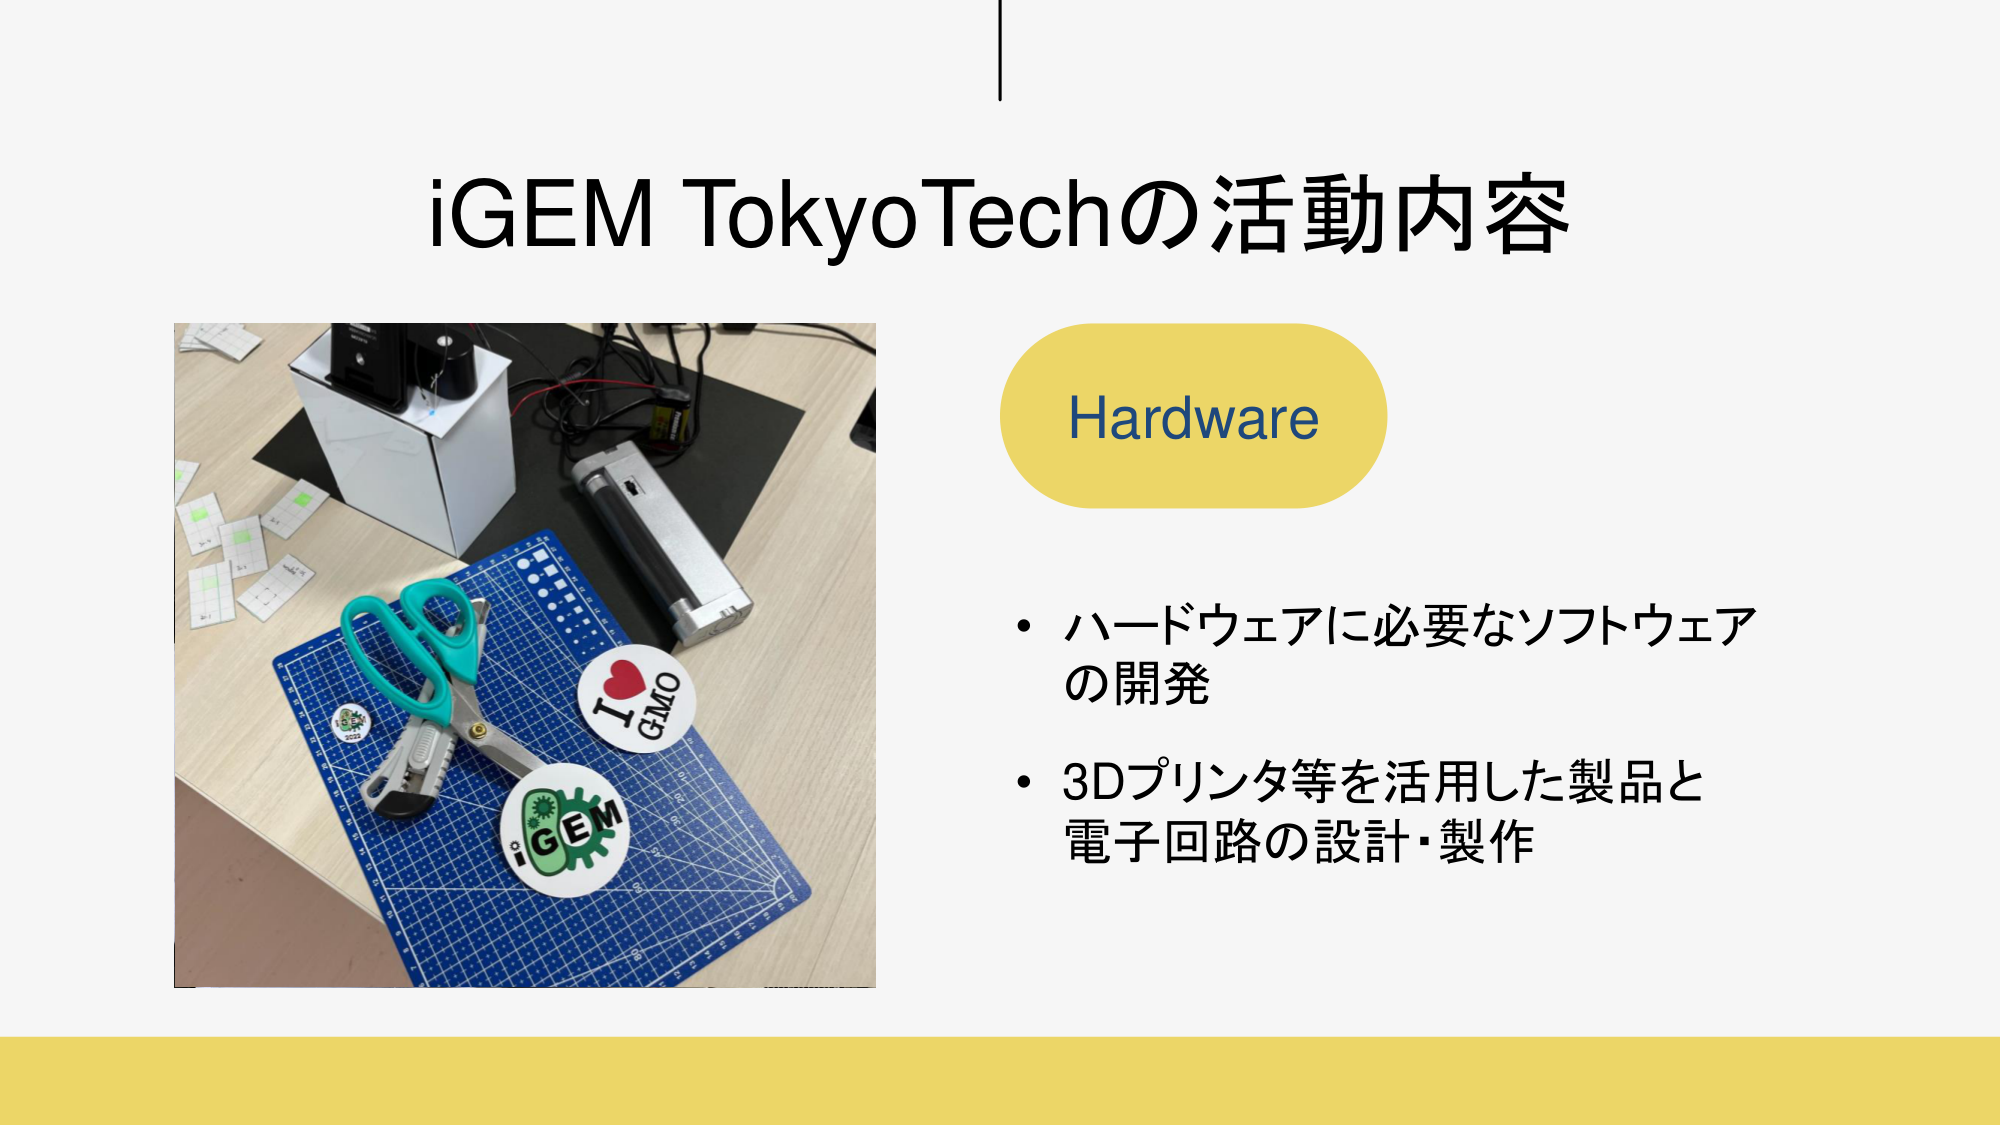 iGEM TokyoTechの活動内容
Hardware
• ハードウェアに必要なソフトウェア
の開発
• 3Dプリンタ等を活用した製品と
電子回路の設計・製作
I ♥
GMO
iGEM
2022